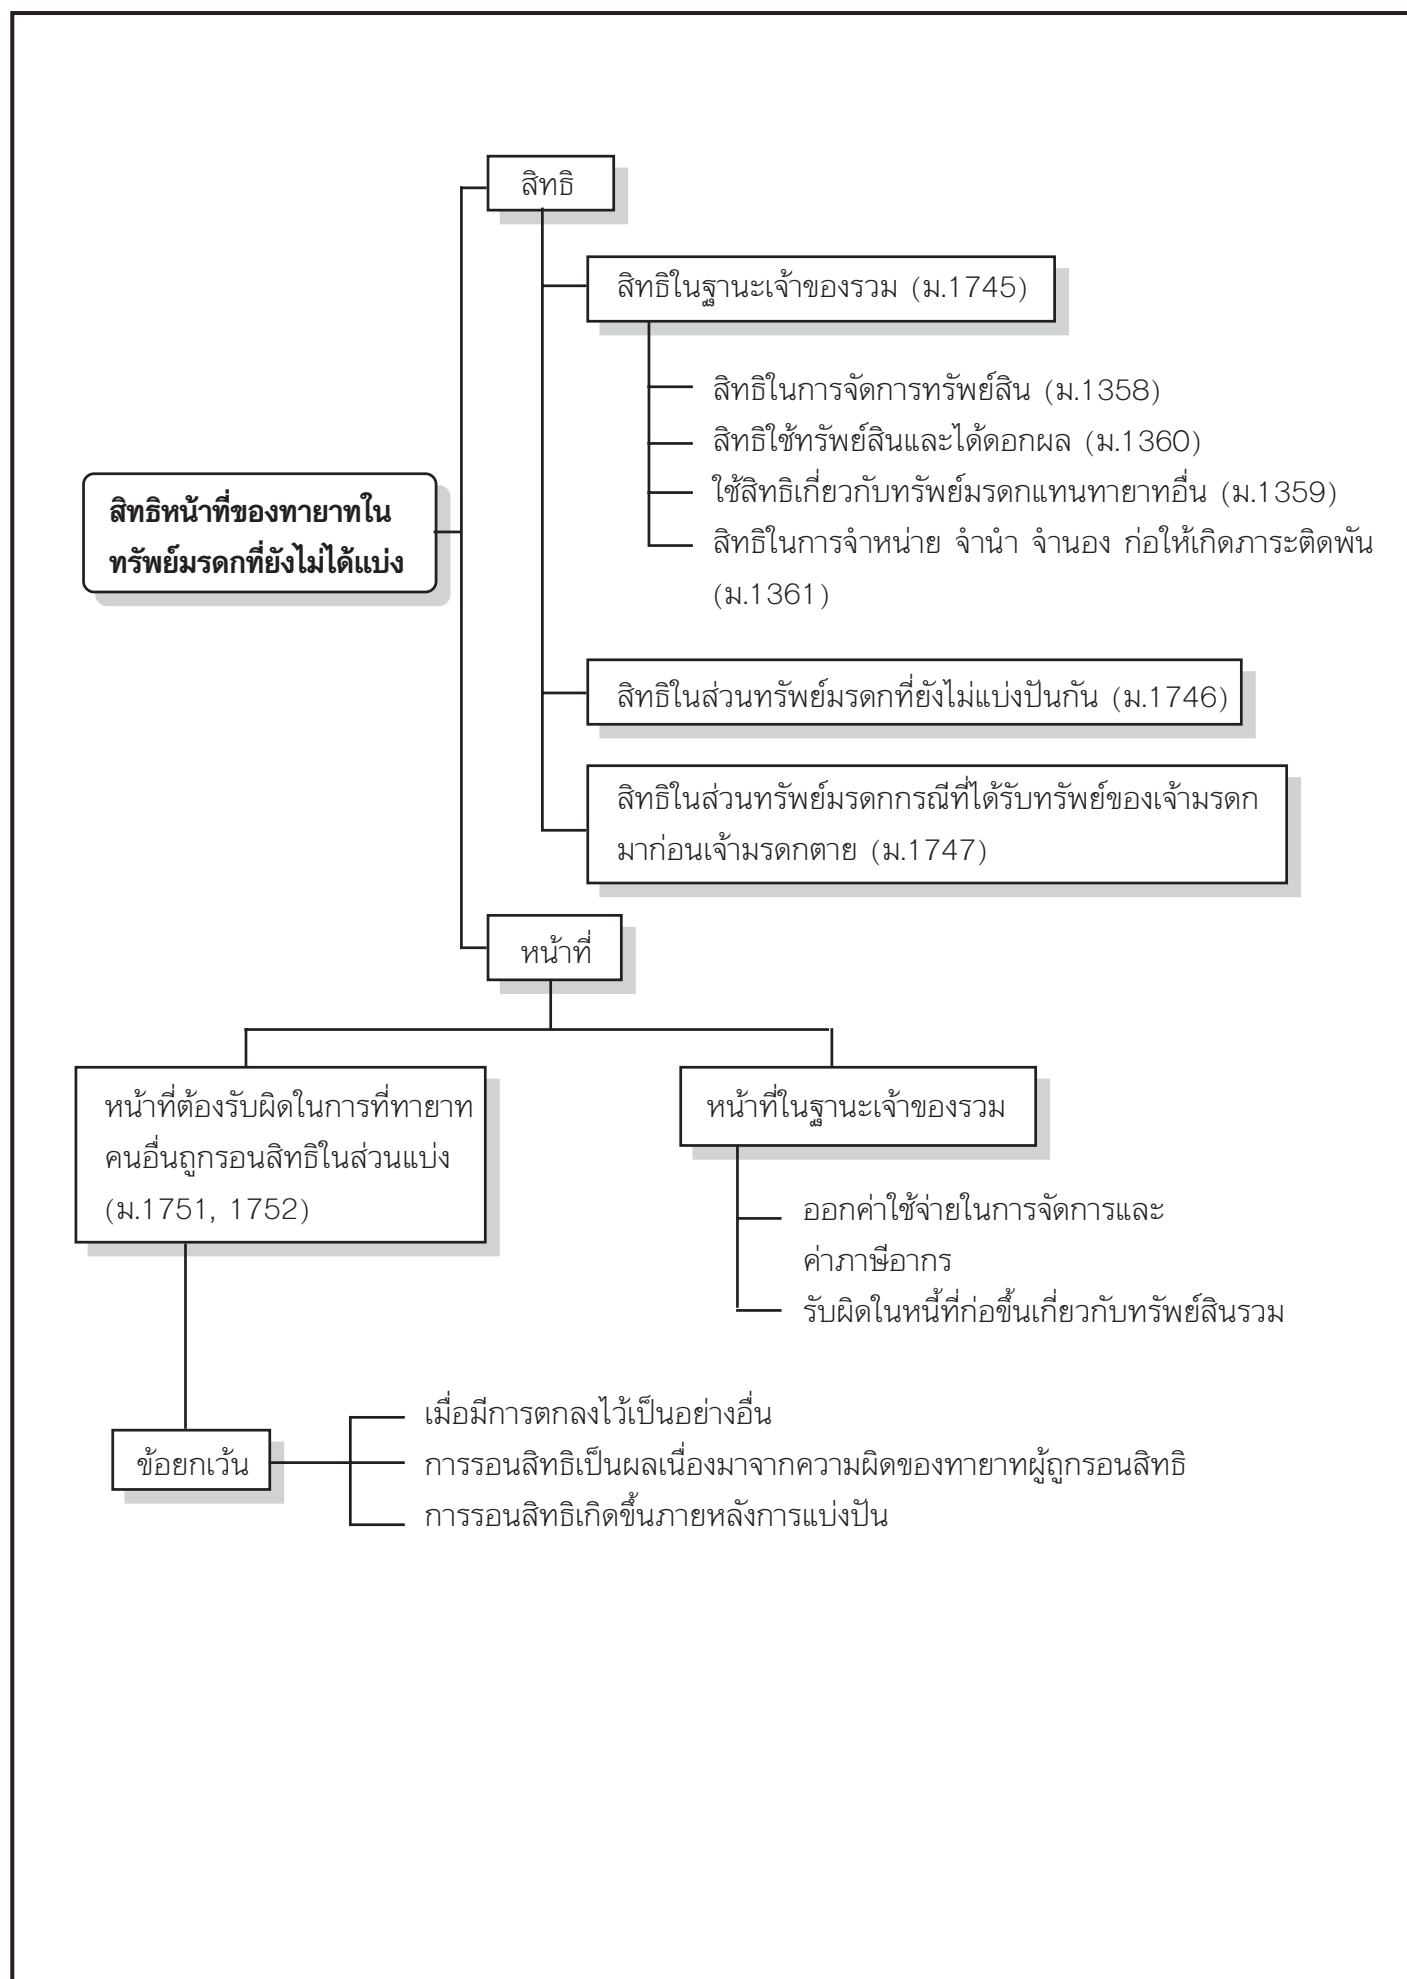 สิทธิ
สิทธิในฐานะเจ้าของรวม (ม.1745)
สิทธิในการจัดการทรัพย์สิน (ม.1358)
สิทธิใช้ทรัพย์สินและได้ดอกผล (ม.1360)
ใช้สิทธิเกี่ยวกับทรัพย์มรดกแทนทายาทอื่น (ม.1359)
สิทธิในการจำหน่าย จำนำ จำนอง ก่อให้เกิดภาระติดพัน
(ม.1361)
สิทธิหน้าที่ของทายาทใน
ทรัพย์มรดกที่ยังไม่ได้แบ่ง
สิทธิในส่วนทรัพย์มรดกที่ยังไม่แบ่งปันกัน (ม.1746)
สิทธิในส่วนทรัพย์มรดกกรณีที่ได้รับทรัพย์ของเจ้ามรดก
มาก่อนเจ้ามรดกตาย (ม.1747)
หน้าที่
หน้าที่ต้องรับผิดในการที่ทายาท
คนอื่นถูกรอนสิทธิในส่วนแบ่ง
(ม.1751, 1752)
หน้าที่ในฐานะเจ้าของรวม
ออกค่าใช้จ่ายในการจัดการและ
ค่าภาษีอากร
รับผิดในหนี้ที่ก่อขึ้นเกี่ยวกับทรัพย์สินรวม
ข้อยกเว้น
เมื่อมีการตกลงไว้เป็นอย่างอื่น
การรอนสิทธิเป็นผลเนื่องมาจากความผิดของทายาทผู้ถูกรอนสิทธิ
การรอนสิทธิเกิดขึ้นภายหลังการแบ่งปัน